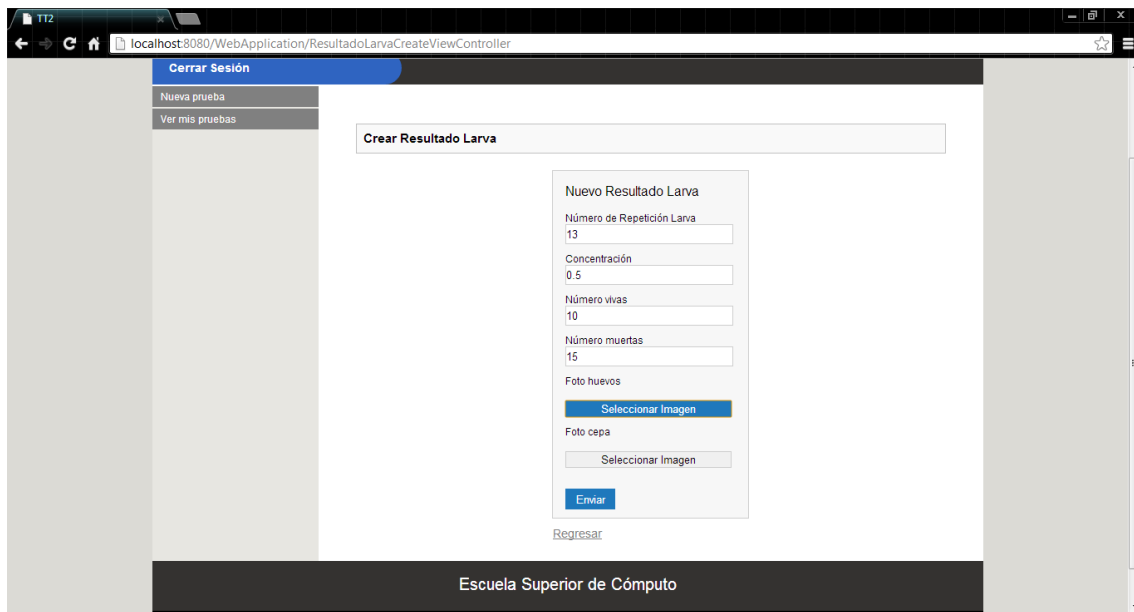 TT2
localhost:8080/WebApplication/ResultadoLarvaCreateViewController
Cerrar Sesión
Nueva prueba
Ver mis pruebas
Crear Resultado Larva
Nuevo Resultado Larva
Número de Repetición Larva
13
Concentración
0.5
Número vivas
10
Número muertas
15
Foto huevos
Seleccionar Imagen
Foto cepa
Seleccionar Imagen
Enviar
Regresar
Escuela Superior de Cómputo